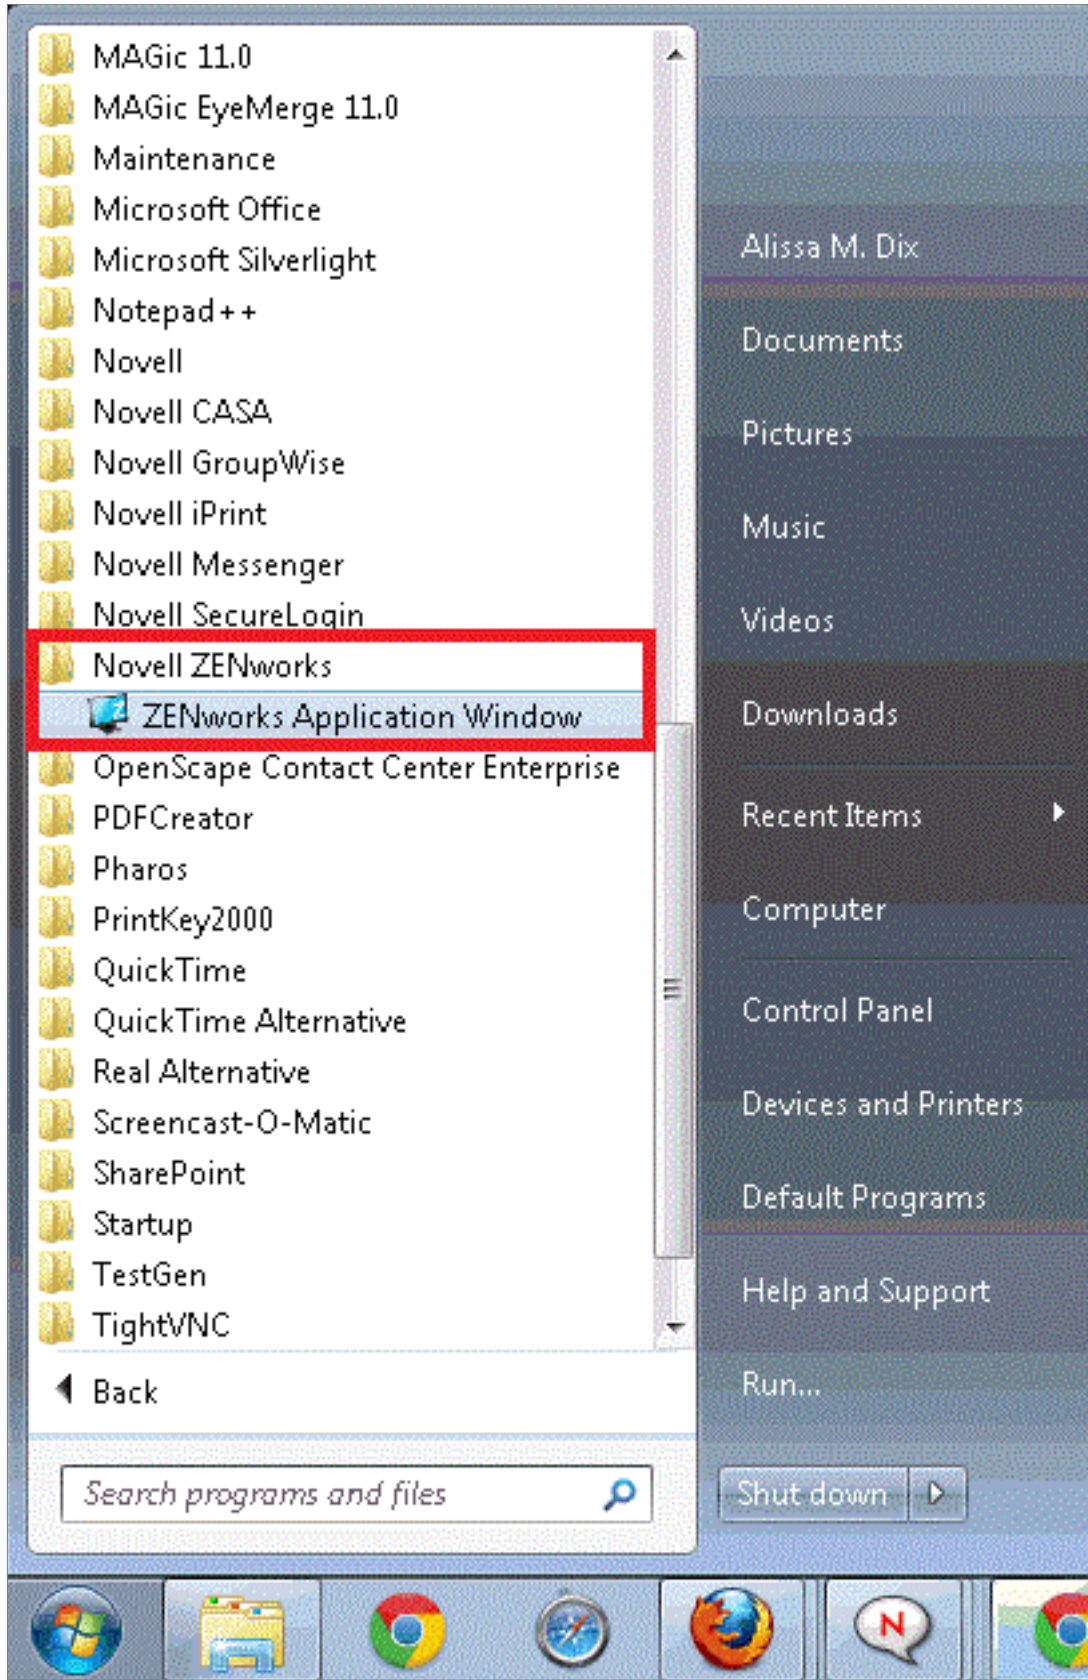 MAGic 11.0
MAGic EyeMerge 11.0
Maintenance
Microsoft Office
Microsoft Silverlight
Notepad++
Novell
Novell CASA
Novell GroupWise
Novell iPrint
Novell Messenger
Novell SecureLogin
Novell ZENworks
ZENworks Application Window
OpenScape Contact Center Enterprise
PDFCreator
Pharos
PrintKey2000
QuickTime
QuickTime Alternative
Real Alternative
Screencast-O-Matic
SharePoint
Startup
TestGen
TightVNC
Back
Search programs and files
Alissa M. Dix
Documents
Pictures
Music
Videos
Downloads
Recent Items
Computer
Control Panel
Devices and Printers
Default Programs
Help and Support
Run...
Shut down
N